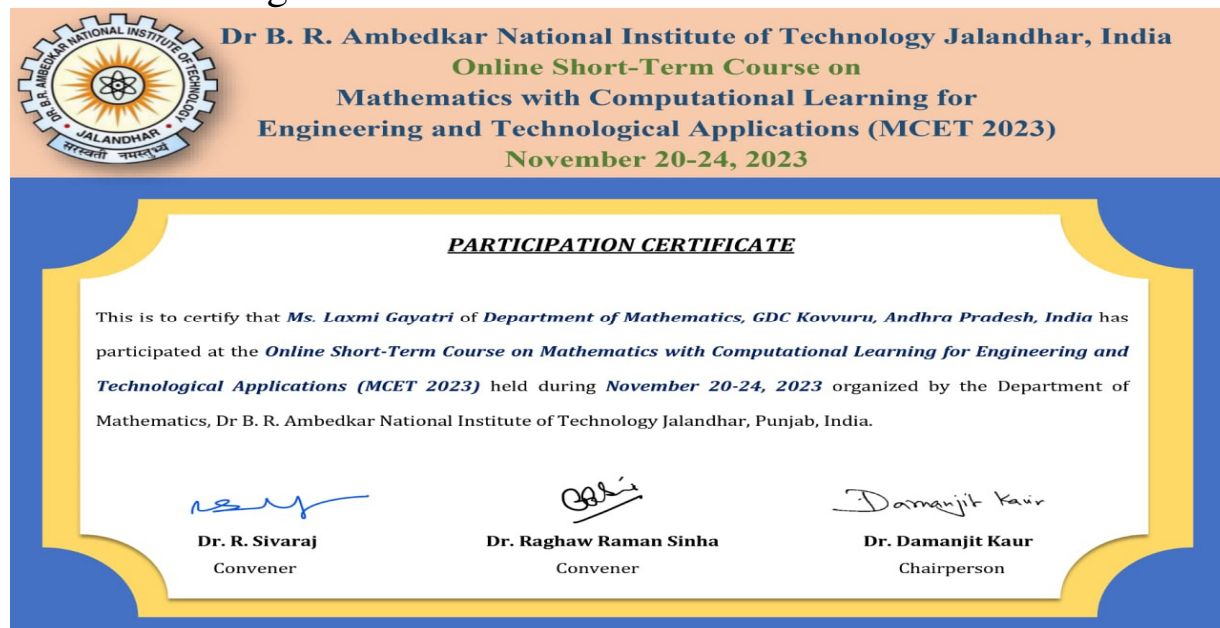 Dr B. R. Ambedkar National Institute of Technology Jalandhar, India
Online Short-Term Course on
Mathematics with Computational Learning for
Engineering and Technological Applications (MCET 2023)
November 20-24, 2023
DR. B. R. AMBEDKAR NATIONAL INSTITUTE OF TECHNOLOGY
JALANDHAR
सरस्वती नमस्तुभ्यं
PARTICIPATION CERTIFICATE
This is to certify that Ms. Laxmi Gayatri of Department of Mathematics, GDC Kovvuru, Andhra Pradesh, India has
participated at the Online Short-Term Course on Mathematics with Computational Learning for Engineering and
Technological Applications (MCET 2023) held during November 20-24, 2023 organized by the Department of
Mathematics, Dr B. R. Ambedkar National Institute of Technology Jalandhar, Punjab, India.
Damanjit Kaur
Dr. R. Sivaraj Dr. Raghaw Raman Sinha Dr. Damanjit Kaur
Convener Convener Chairperson